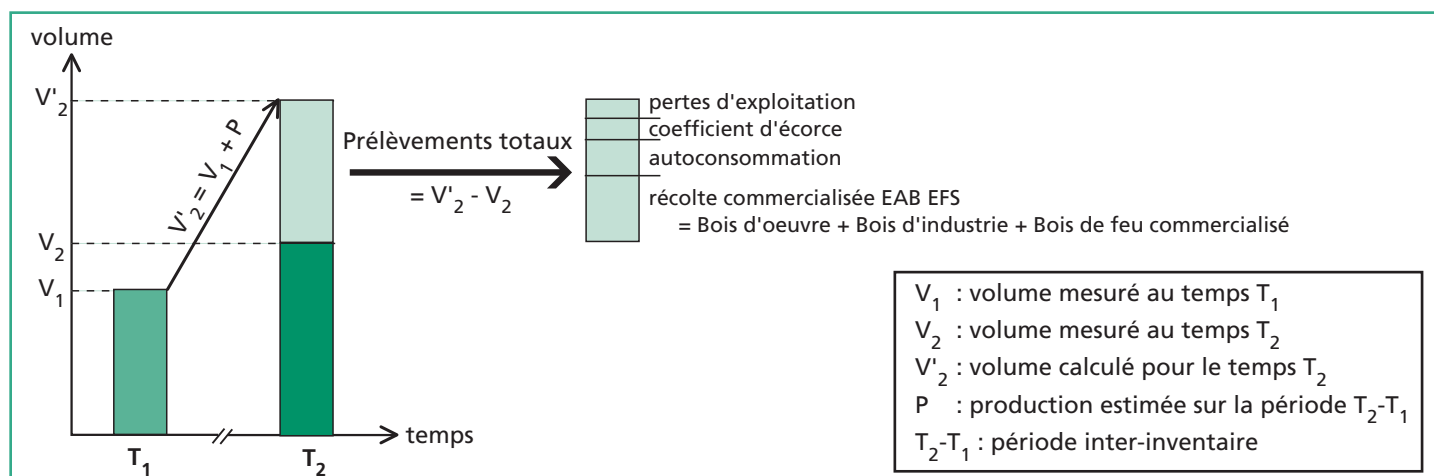 volume
V'2
V'2 = V1 + P
V2
V1
T1
T2
temps
Prélèvements totaux
= V'2 - V2
pertes d'exploitation
coefficient d'écorce
autoconsommation
récolte commercialisée EAB EFS
= Bois d'oeuvre + Bois d'industrie + Bois de feu commercialisé
V1 : volume mesuré au temps T1
V2 : volume mesuré au temps T2
V'2 : volume calculé pour le temps T2
P : production estimée sur la période T2-T1
T2-T1 : période inter-inventaire